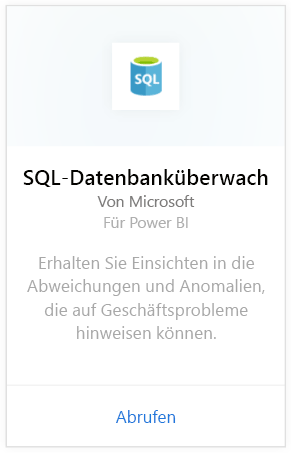 SQL
SQL-Datenbanküberwach
Von Microsoft
Für Power BI
Erhalten Sie Einsichten in die
Abweichungen und Anomalien,
die auf Geschäftsprobleme
hinweisen können.
Abrufen